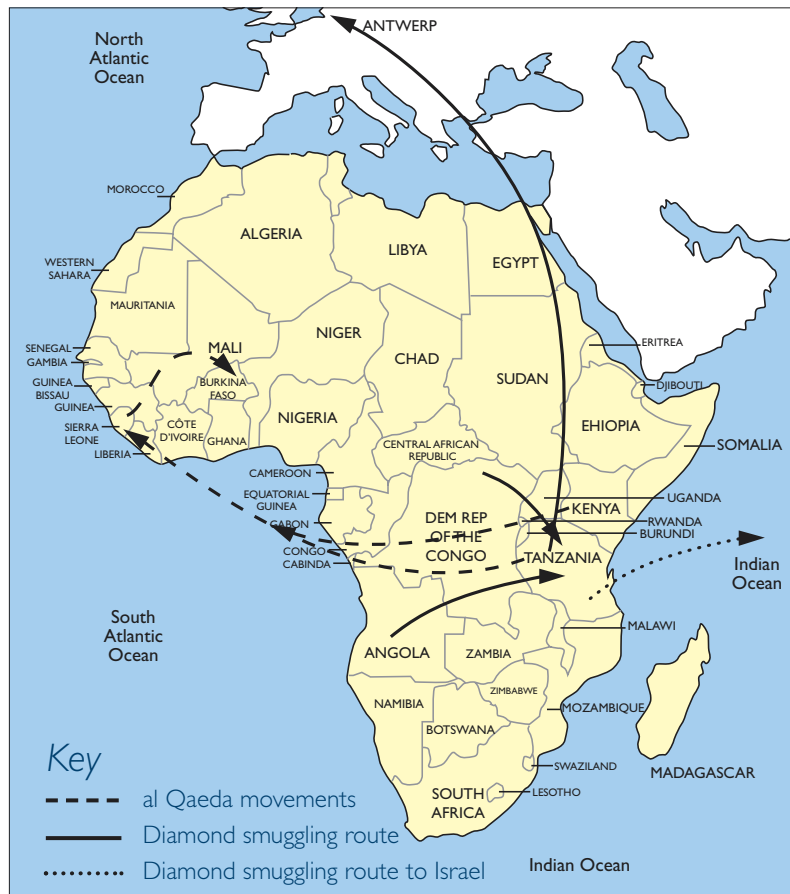 ANTWERP
North
Atlantic
Ocean
MOROCCO
ALGERIA
LIBYA
EGYPT
WESTERN
SAHARA
MAURITANIA
MALI
NIGER
CHAD
SUDAN
ERITREA
SENEGAL
GAMBIA
GUINEA
BISSAU
GUINEA
SIERRA
LEONE
LIBERIA
CÔTE
D'IVOIRE
GHANA
BURKINA
FASO
NIGERIA
DJIBOUTI
ETHIOPIA
SOMALIA
CENTRAL AFRICAN
REPUBLIC
CAMEROON
EQUATORIAL
GUINEA
GABON
CONGO
CABINDA
DEM REP
OF THE
CONGO
UGANDA
KENYA
RWANDA
BURUNDI
TANZANIA
Indian
Ocean
South
Atlantic
Ocean
ANGOLA
ZAMBIA
MALAWI
ZIMBABWE
NAMIBIA
BOTSWANA
MOZAMBIQUE
SWAZILAND
LESOTHO
SOUTH
AFRICA
MADAGASCAR
Key
al Qaeda movements
Diamond smuggling route
Diamond smuggling route to Israel
Indian Ocean